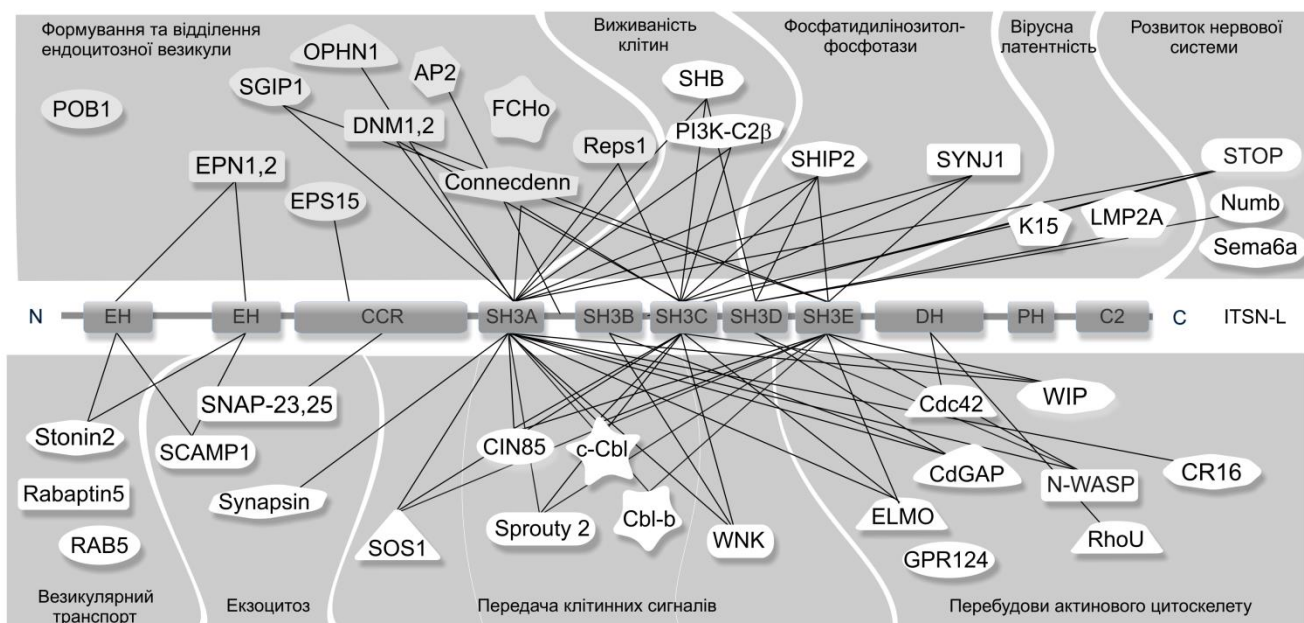 Формування та відділення
ендоцитозної везикули
Виживаність
клітин
Фосфатидилінозитол-
фосфотази
Вірусна
латентність
Розвиток нервової
системи
OPHN1
AP2
SGIP1
FCHo
SHB
POB1
DNM1,2
PI3K-C2β
Reps1
SHIP2
SYNJ1
STOP
EPN1,2
Connecdenn
EPS15
K15
LMP2A
Numb
Sema6a
N
EH
EH
CCR
SH3A
SH3B
SH3C
SH3D
SH3E
DH
PH
C2
C
ITSN-L
SNAP-23,25
Cdc42
WIP
Stonin2
SCAMP1
CIN85
c-Cbl
CdGAP
CR16
Rabaptin5
Synapsin
N-WASP
RAB5
SOS1
Sprouty 2
Cbl-b
WNK
ELMO
RhoU
GPR124
Везикулярний
транспорт
Екзоцитоз
Передача клітинних сигналів
Перебудови актинового цитоскелету